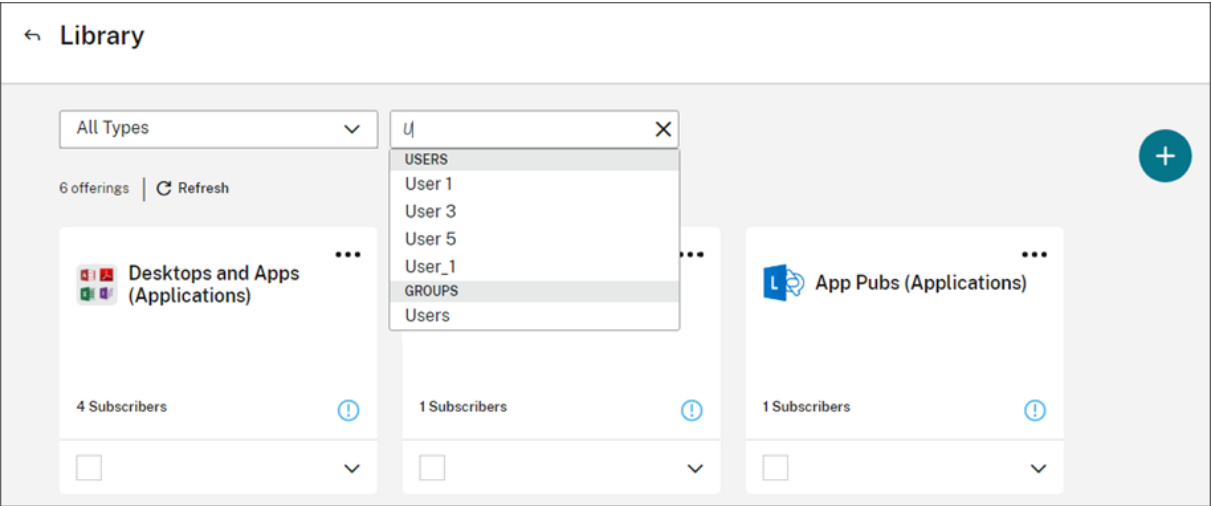 Library
All Types
U
6 offerings
Refresh
USERS
User 1
User 3
User 5
User_1
GROUPS
Users
Desktops and Apps
(Applications)
4 Subscribers
1 Subscribers
L
App Pubs (Applications)
1 Subscribers